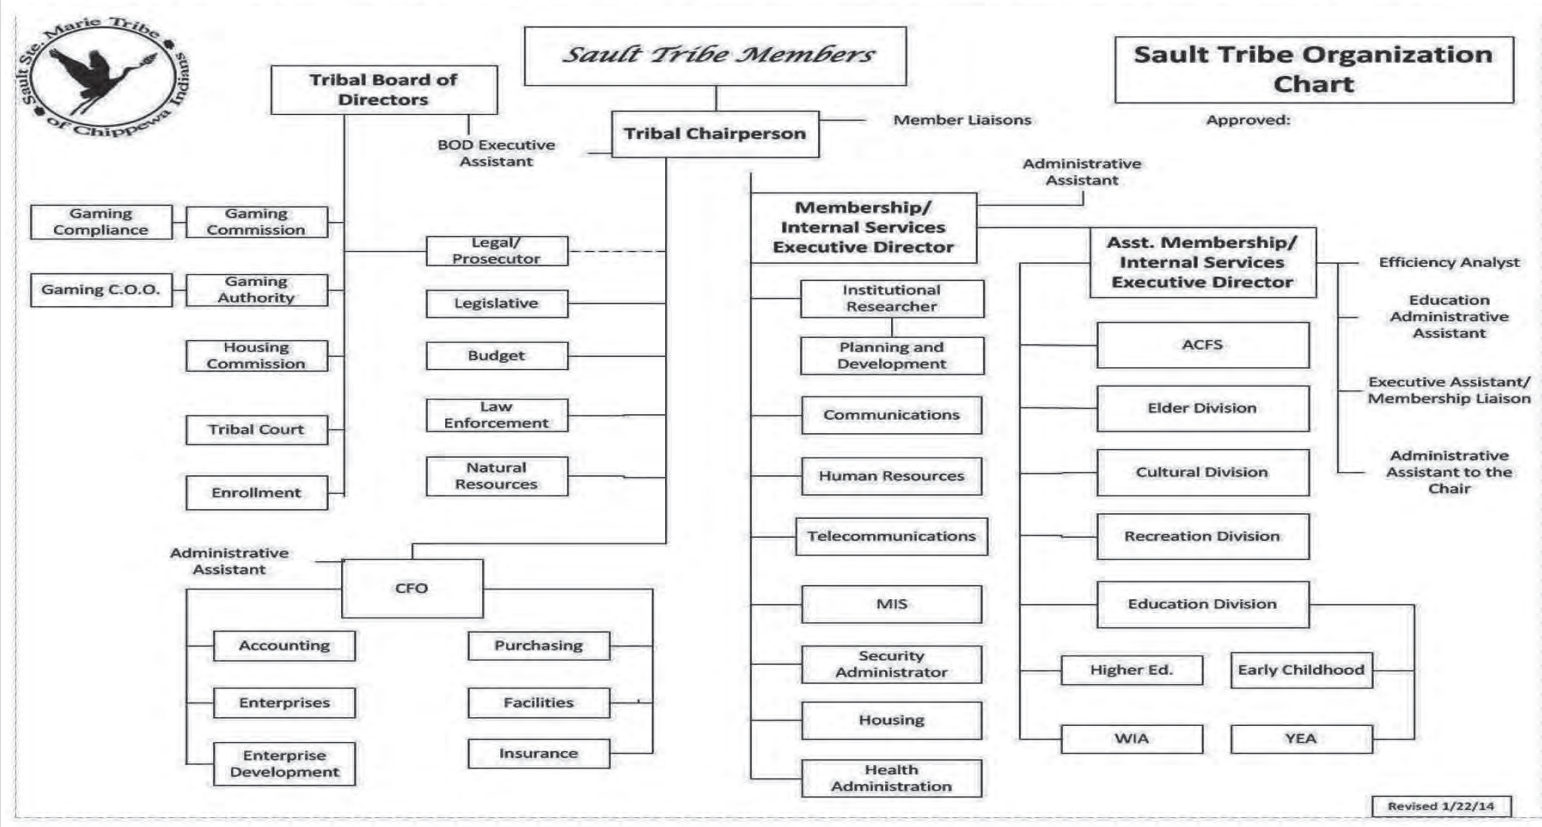 Sault Ste. Marie Tribe
of Chippewa Indians
Sault Tribe Members
Sault Tribe Organization
Chart
Approved:
Tribal Board of
Directors
Tribal Chairperson
Member Liaisons
BOD Executive
Assistant
Administrative
Assistant
Gaming
Compliance
Gaming
Commission
Gaming C.O.O.
Gaming
Authority
Housing
Commission
Tribal Court
Enrollment
Legal/
Prosecutor
Legislative
Budget
Law
Enforcement
Natural
Resources
Membership/
Internal Services
Executive Director
Institutional
Researcher
Planning and
Development
Communications
Human Resources
Telecommunications
MIS
Security
Administrator
Housing
Health
Administration
Asst. Membership/
Internal Services
Executive Director
Efficiency Analyst
Education
Administrative
Assistant
Executive Assistant/
Membership Liaison
Administrative
Assistant to the
Chair
ACFS
Elder Division
Cultural Division
Recreation Division
Education Division
Higher Ed.
Early Childhood
WIA
YEA
Administrative
Assistant
CFO
Accounting
Enterprises
Enterprise
Development
Purchasing
Facilities
Insurance
Revised 1/22/14